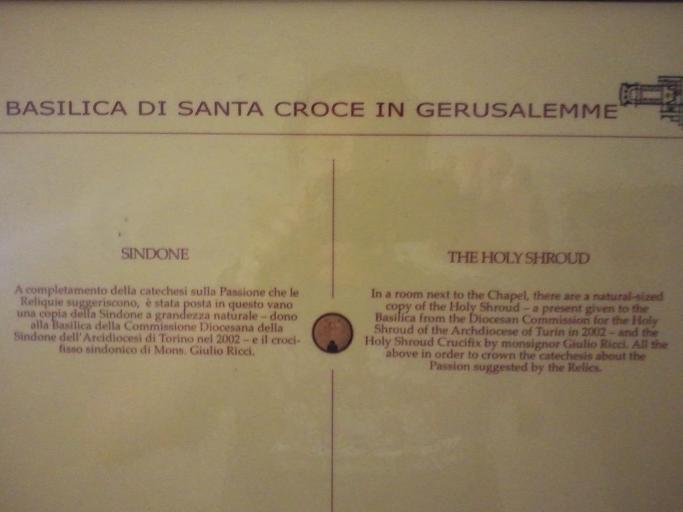 BASILICA DI SANTA CROCE IN GERUSALEMME
SINDONE
A completamento della catechesi sulla Passione che le
Reliquie suggeriscono, è stata posta in questo vano
una copia della Sindone a grandezza naturale – dono
alla Basilica della Commissione Diocesana della
Sindone dell'Arcidiocesi di Torino nel 2002 – e il croci-
fisso sindonico di Mons. Giulio Ricci.
THE HOLY SHROUD
In a room next to the Chapel, there are a natural-sized
copy of the Holy Shroud – a present given to the
Basilica from the Diocesan Commission for the Holy
Shroud of the Archdiocese of Turin in 2002 – and the
Holy Shroud Crucifix by monsignor Giulio Ricci. All the
above in order to crown the catechesis about the
Passion suggested by the Relics.